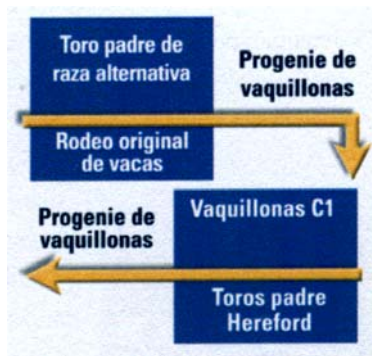 Toro padre de
raza alternativa
Progenie de
vaquillonas
Rodeo original
de vacas
Progenie de
vaquillonas
Vaquillonas C1
Toros padre
Hereford